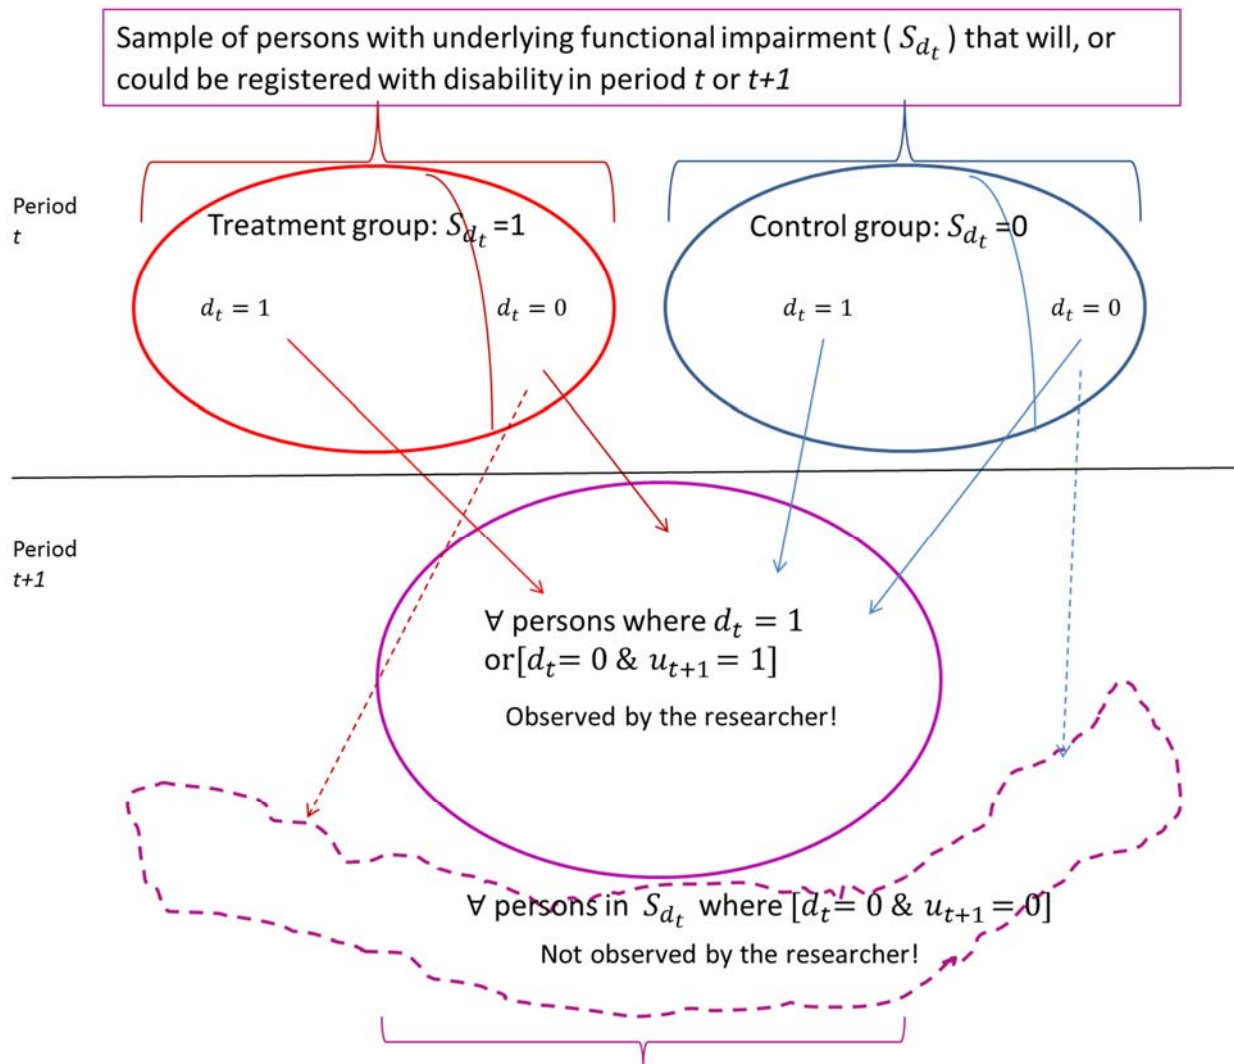 Sample of persons with underlying functional impairment ( $S_{d_t}$ ) that will, or
could be registered with disability in period t or t+1
Period
t
Treatment group: $S_{d_t}$ =1
Control group: $S_{d_t}$ =0
$d_t = 1$
$d_t = 0$
$d_t = 1$
$d_t = 0$
Period
t+1
∀ persons where $d_t = 1$
or[$d_t$= 0 & $u_{t+1} = 1$]
Observed by the researcher!
∀ persons in $S_{d_t}$ where [$d_t$= 0 & $u_{t+1} = 0$]
Not observed by the researcher!